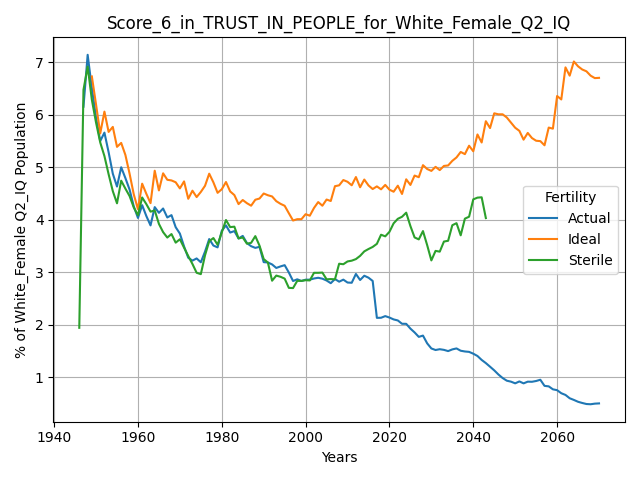 Score_6_in_TRUST_IN_PEOPLE_for_White_Female_Q2_IQ
% of White_Female Q2_IQ Population
7
6
5
4
3
2
1
Fertility
Actual
Ideal
Sterile
1940 1960 1980 2000 2020 2040 2060
Years